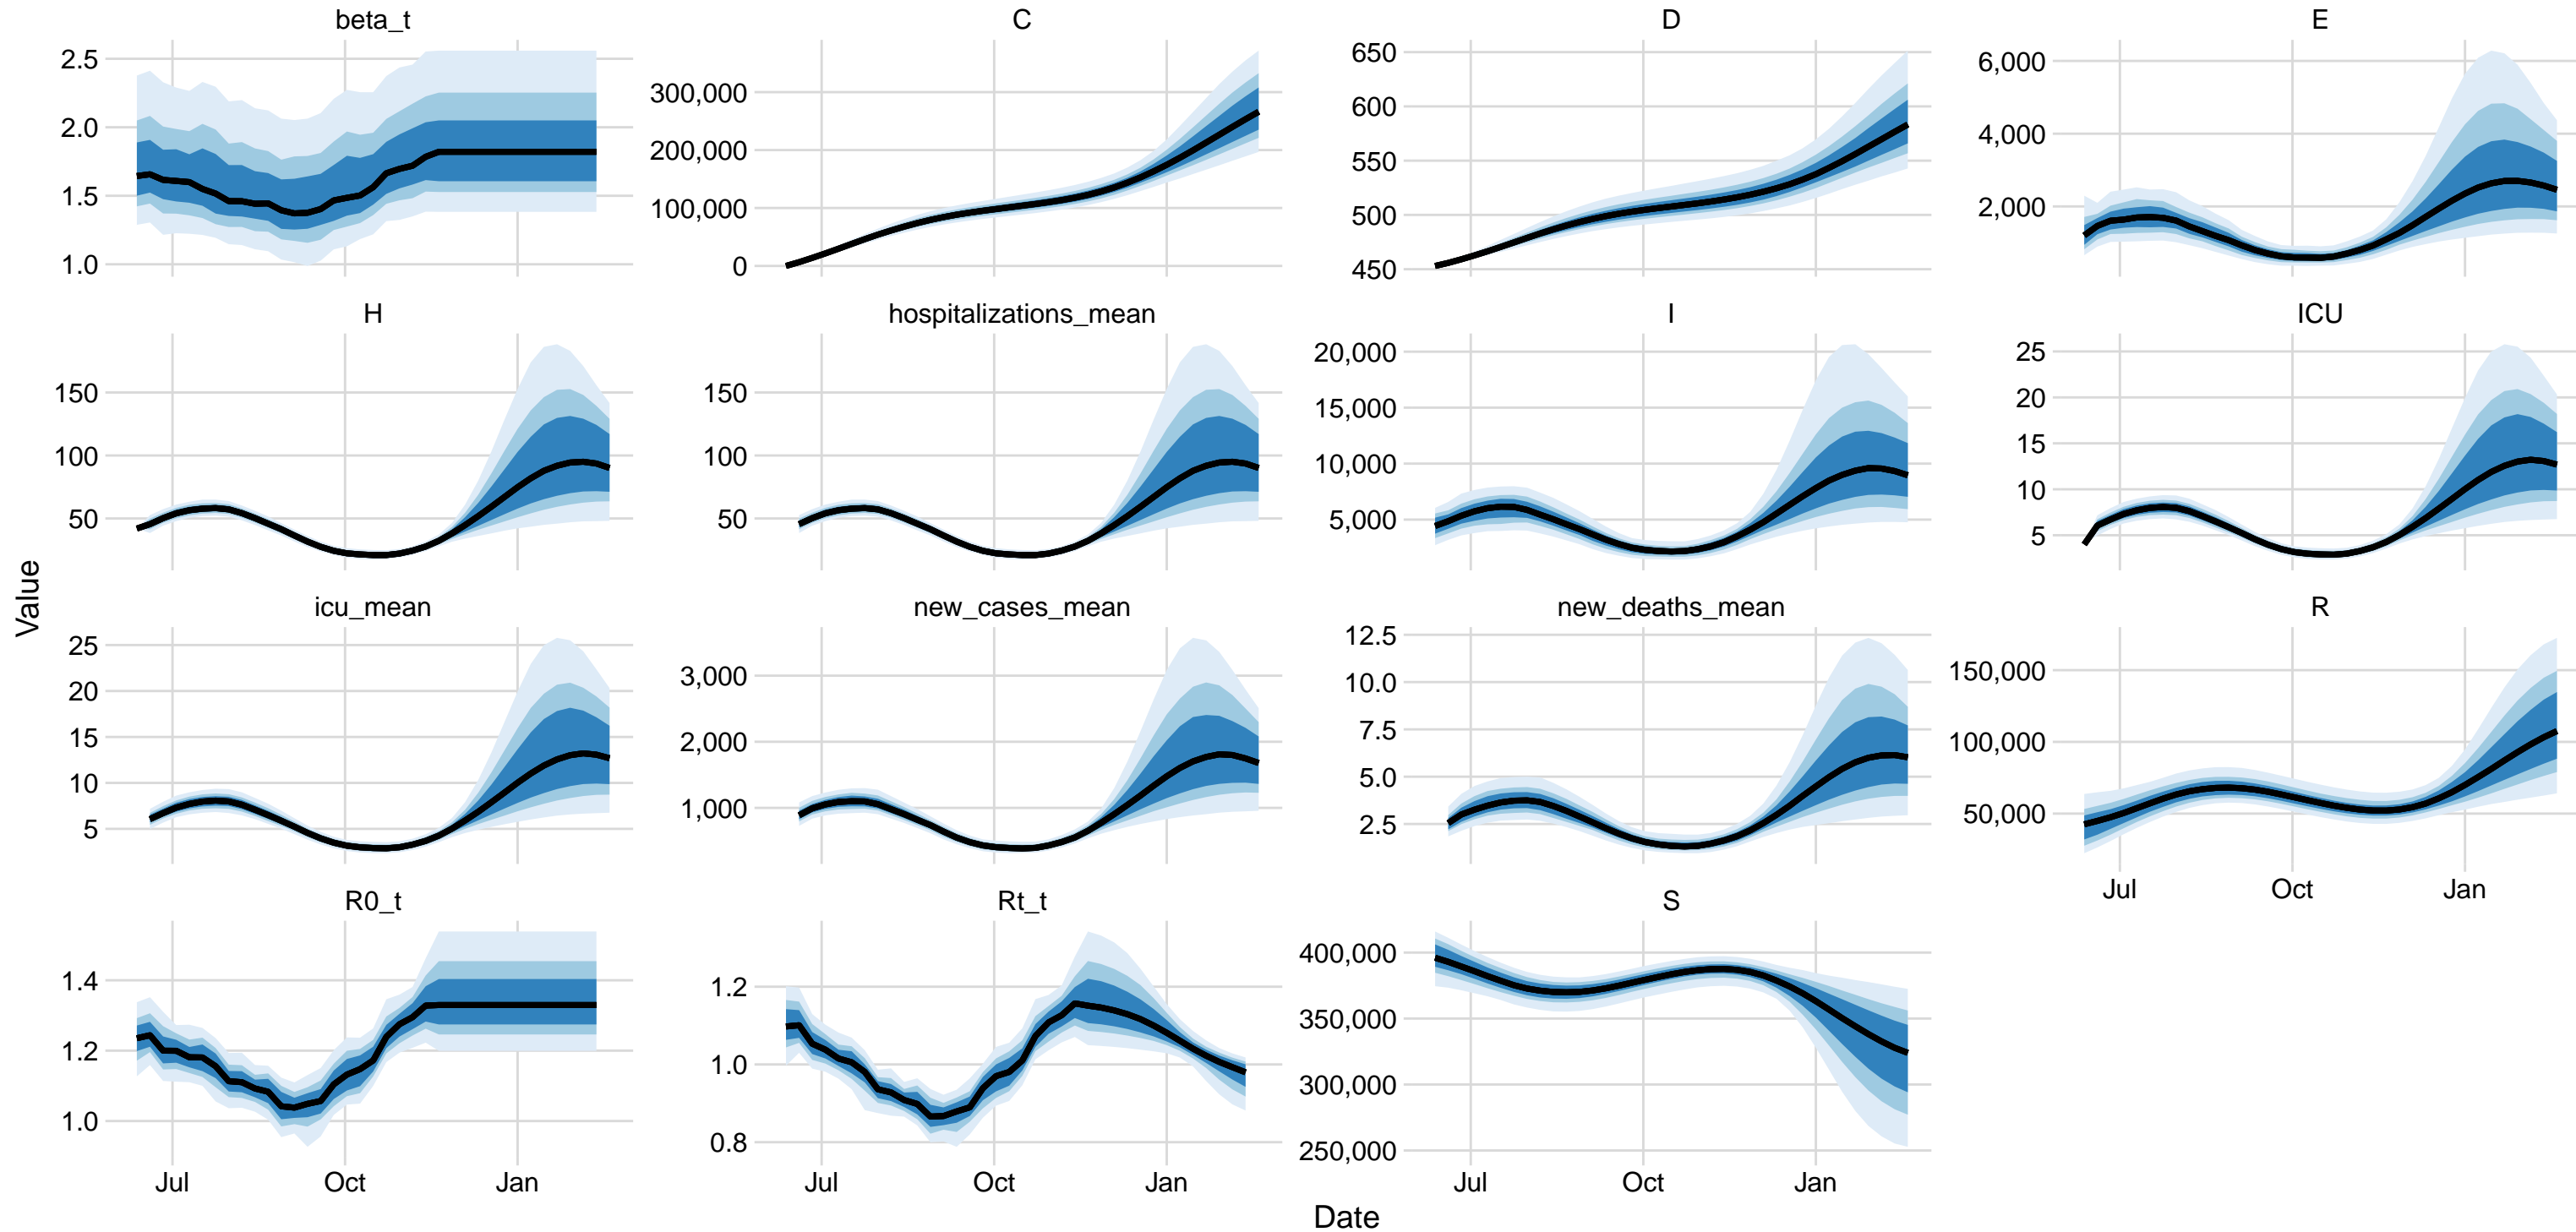 beta_t
C
D
E
2.5
2.0
1.5
1.0
300,000
200,000
100,000
0
650
600
550
500
450
6,000
4,000
2,000
H
hospitalizations_mean
I
ICU
150
100
50
150
100
50
20,000
15,000
10,000
5,000
25
20
15
10
5
Value
icu_mean
new_cases_mean
new_deaths_mean
R
25
20
15
10
5
3,000
2,000
1,000
12.5
10.0
7.5
5.0
2.5
150,000
100,000
50,000
Jul Oct Jan
R0_t
Rt_t
S
1.4
1.2
1.0
1.2
1.0
0.8
400,000
350,000
300,000
250,000
Jul Oct Jan
Jul Oct Jan
Jul Oct Jan
Date